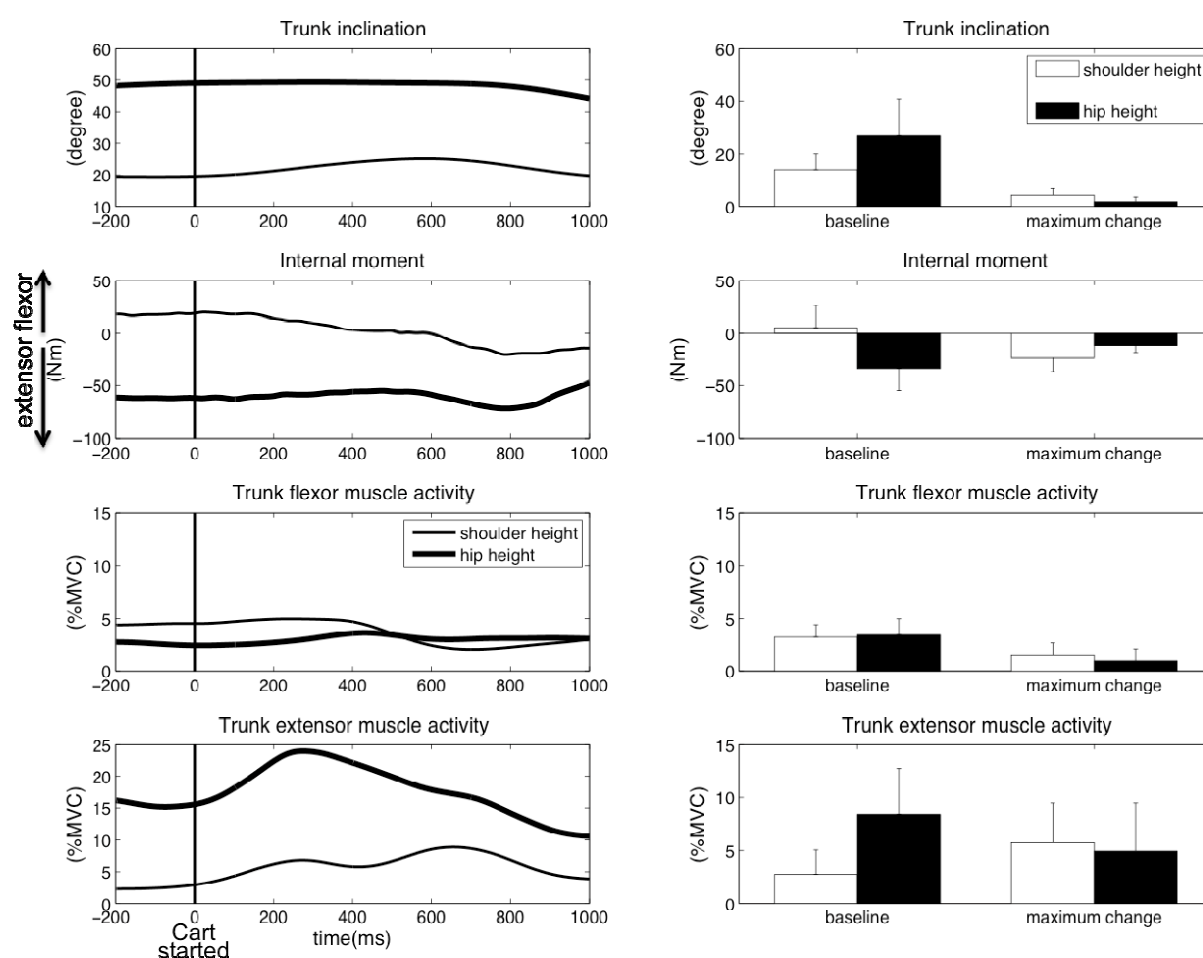 Trunk inclination
60
50
40
30
20
10
(degree)
−200 0 200 400 600 800 1000
Trunk inclination
60
40
20
0
(degree)
shoulder height
hip height
baseline maximum change
Internal moment
50
0
−50
−100
extensor flexor
(Nm)
−200 0 200 400 600 800 1000
Internal moment
50
0
−50
−100
(Nm)
baseline maximum change
Trunk flexor muscle activity
15
10
5
0
(%MVC)
shoulder height
hip height
−200 0 200 400 600 800 1000
Trunk flexor muscle activity
15
10
5
0
(%MVC)
baseline maximum change
Trunk extensor muscle activity
25
20
15
10
5
0
(%MVC)
−200 0 200 400 600 800 1000
Cart
started
time(ms)
Trunk extensor muscle activity
15
10
5
0
(%MVC)
baseline maximum change